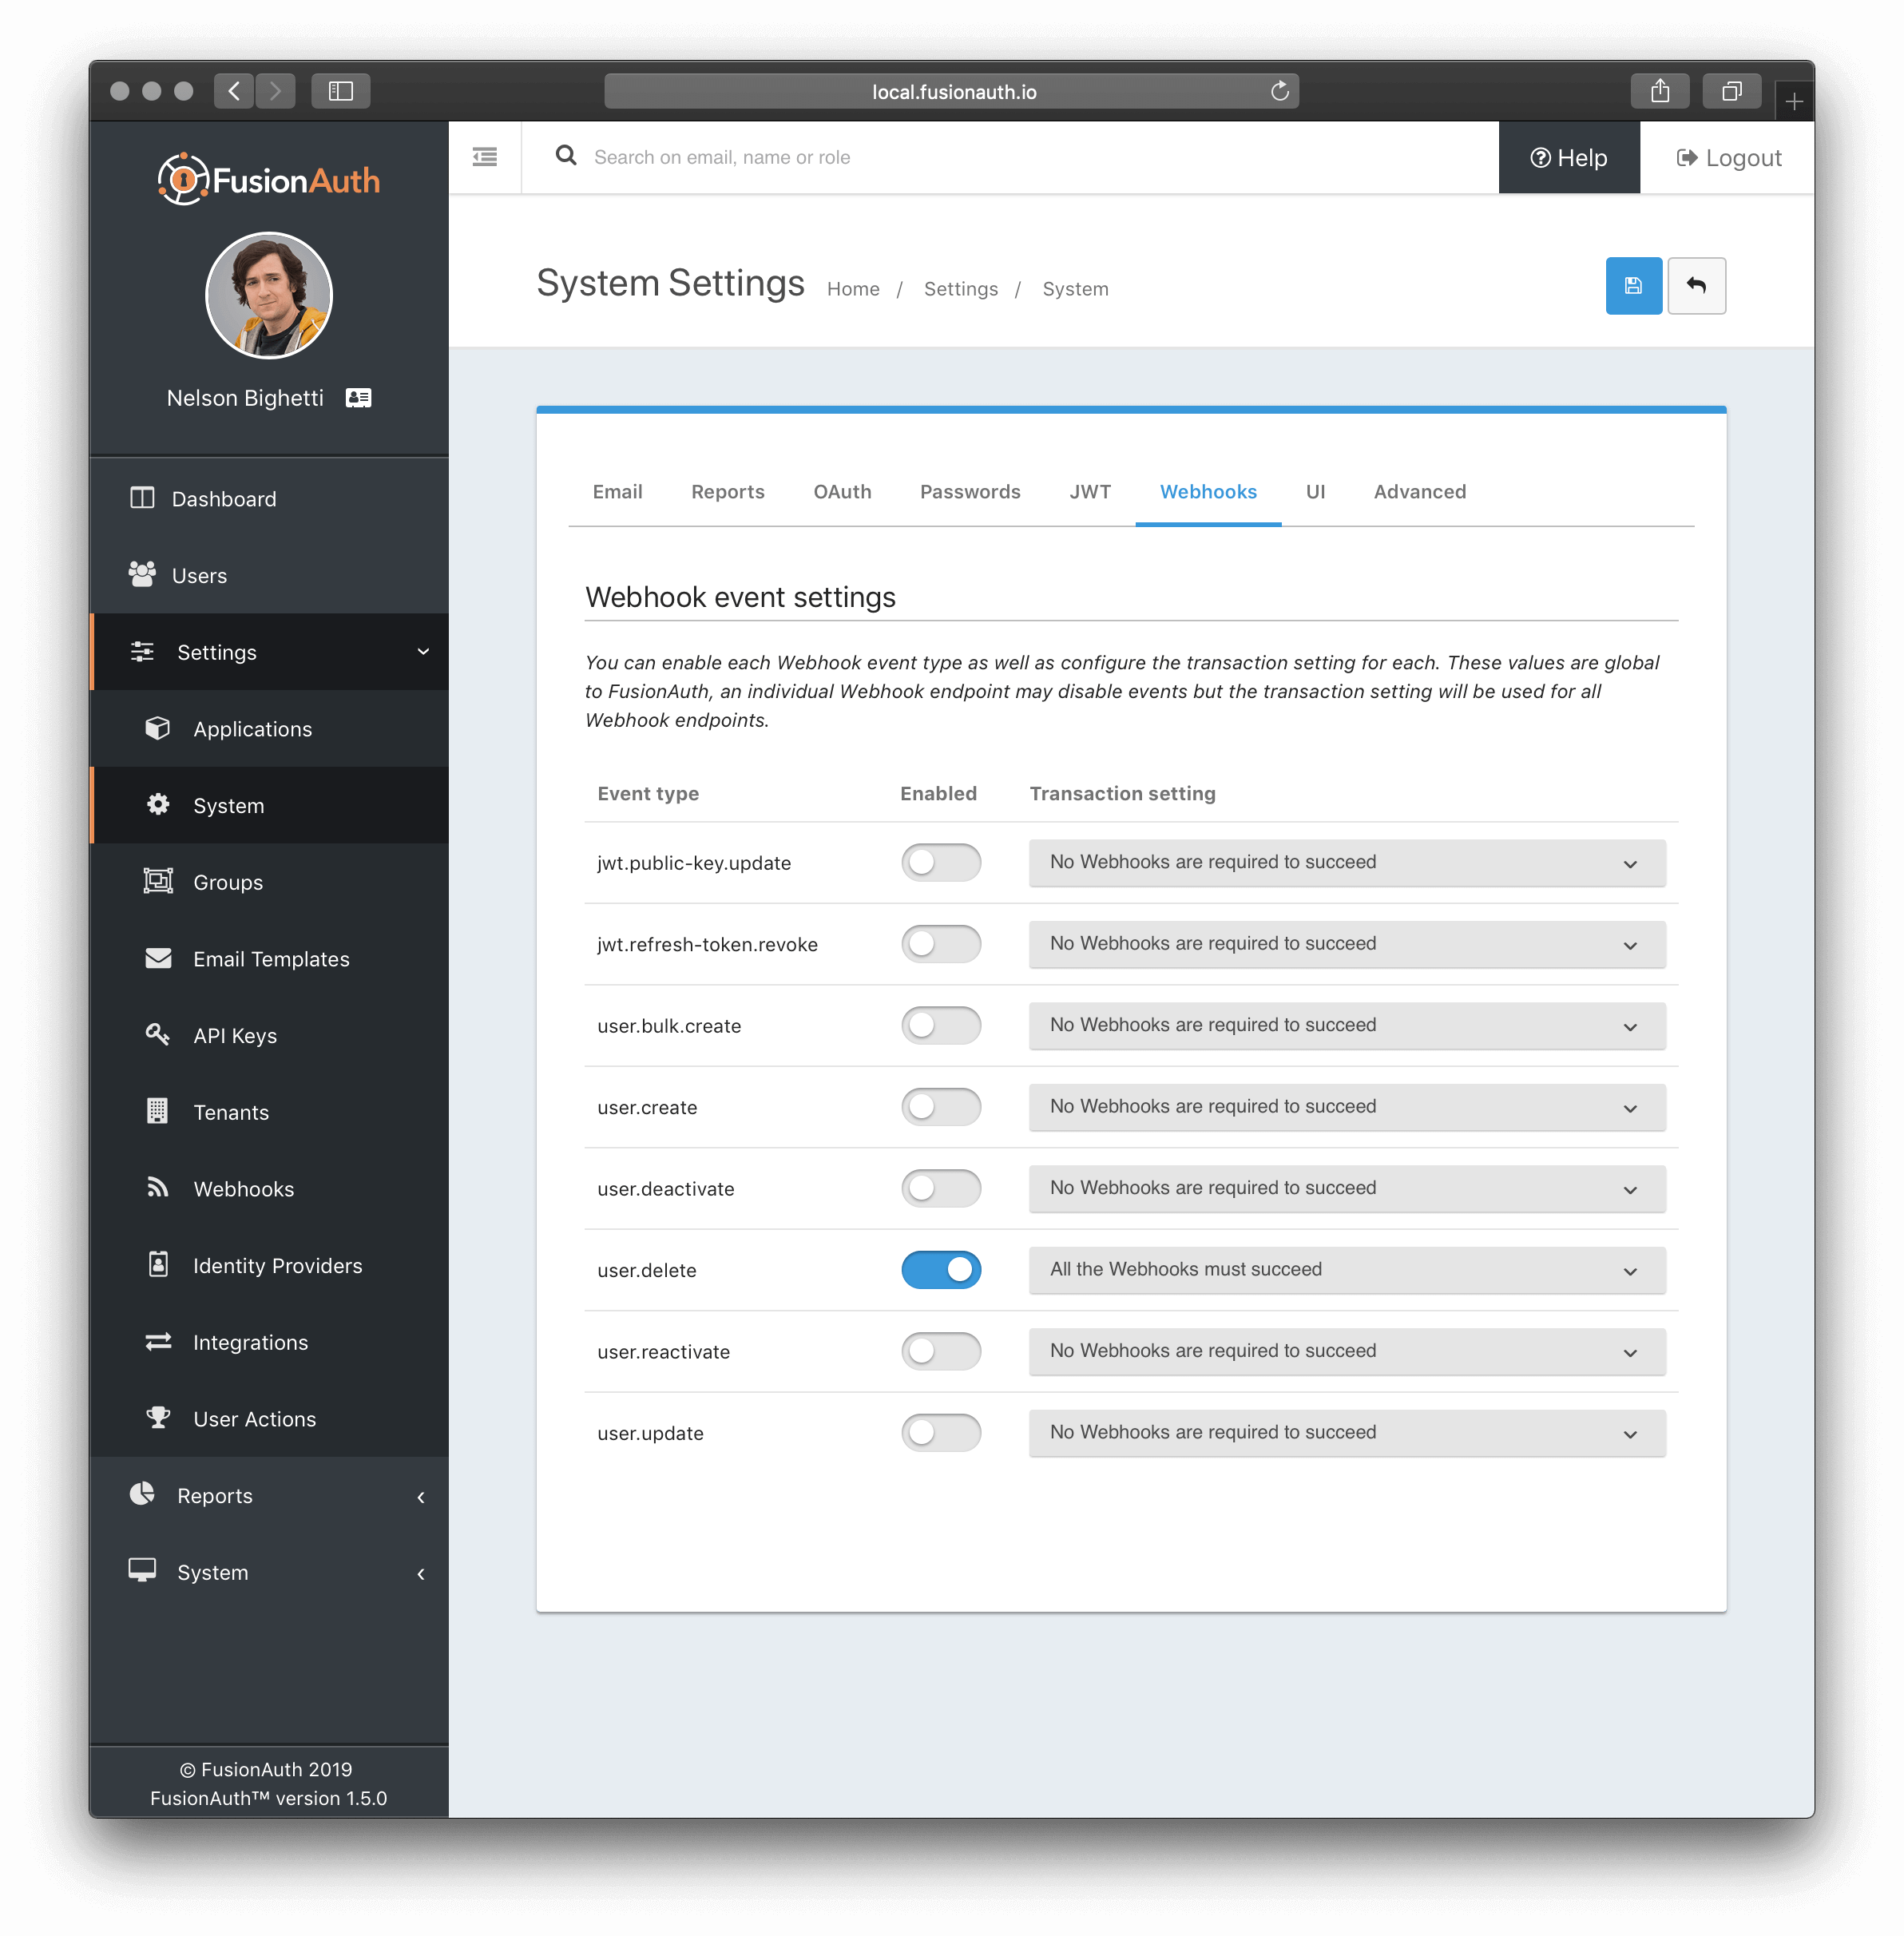 local.fusionauth.io
FusionAuth
Search on email, name or role
Help
Logout
System Settings
Home / Settings / System
Nelson Bighetti
Dashboard
Users
Settings
Applications
System
Groups
Email Templates
API Keys
Tenants
Webhooks
Identity Providers
Integrations
User Actions
Reports
System
© FusionAuth 2019
FusionAuth™ version 1.5.0
Email Reports OAuth Passwords JWT Webhooks UI Advanced
Webhook event settings
You can enable each Webhook event type as well as configure the transaction setting for each. These values are global
to FusionAuth, an individual Webhook endpoint may disable events but the transaction setting will be used for all
Webhook endpoints.
Event type Enabled Transaction setting
jwt.public-key.update No Webhooks are required to succeed
jwt.refresh-token.revoke No Webhooks are required to succeed
user.bulk.create No Webhooks are required to succeed
user.create No Webhooks are required to succeed
user.deactivate No Webhooks are required to succeed
user.delete All the Webhooks must succeed
user.reactivate No Webhooks are required to succeed
user.update No Webhooks are required to succeed